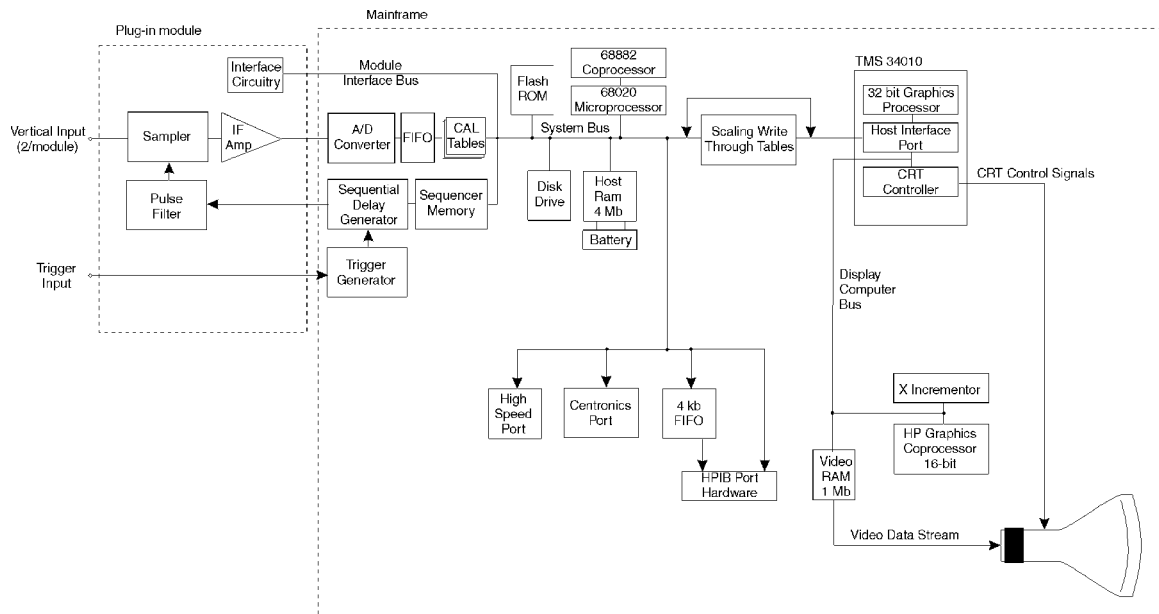 Mainframe
Plug-in module
Interface
Circuitry
Module
Interface Bus
Flash
ROM
68882
Coprocessor
68020
Microprocessor
TMS 34010
32 bit Graphics
Processor
Host Interface
Port
CRT
Controller
CRT Control Signals
Vertical Input
(2/module)
Sampler
IF
Amp
A/D
Converter
FIFO
CAL
Tables
System Bus
Scaling Write
Through Tables
Pulse
Filter
Sequential
Delay
Generator
Sequencer
Memory
Disk
Drive
Host
Ram
4 Mb
Battery
Trigger
Input
Trigger
Generator
Display
Computer
Bus
High
Speed
Port
Centronics
Port
4 kb
FIFO
HPIB Port
Hardware
X Incrementor
HP Graphics
Coprocessor
16-bit
Video
RAM
1 Mb
Video Data Stream